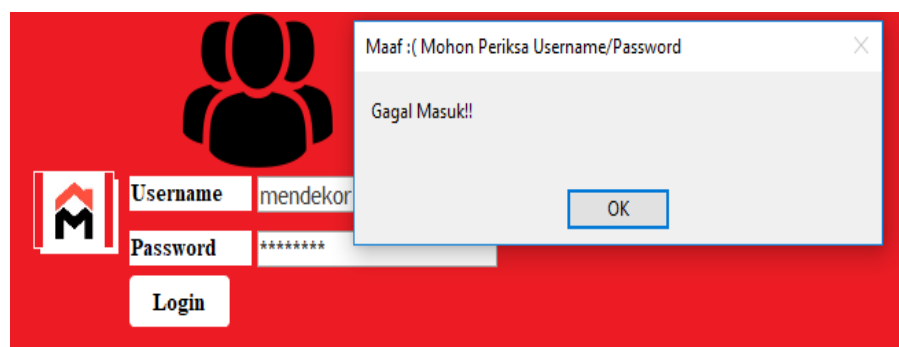 Maaf :( Mohon Periksa Username/Password
Gagal Masuk!!
OK
M
Username
mendekor
Password
********
Login